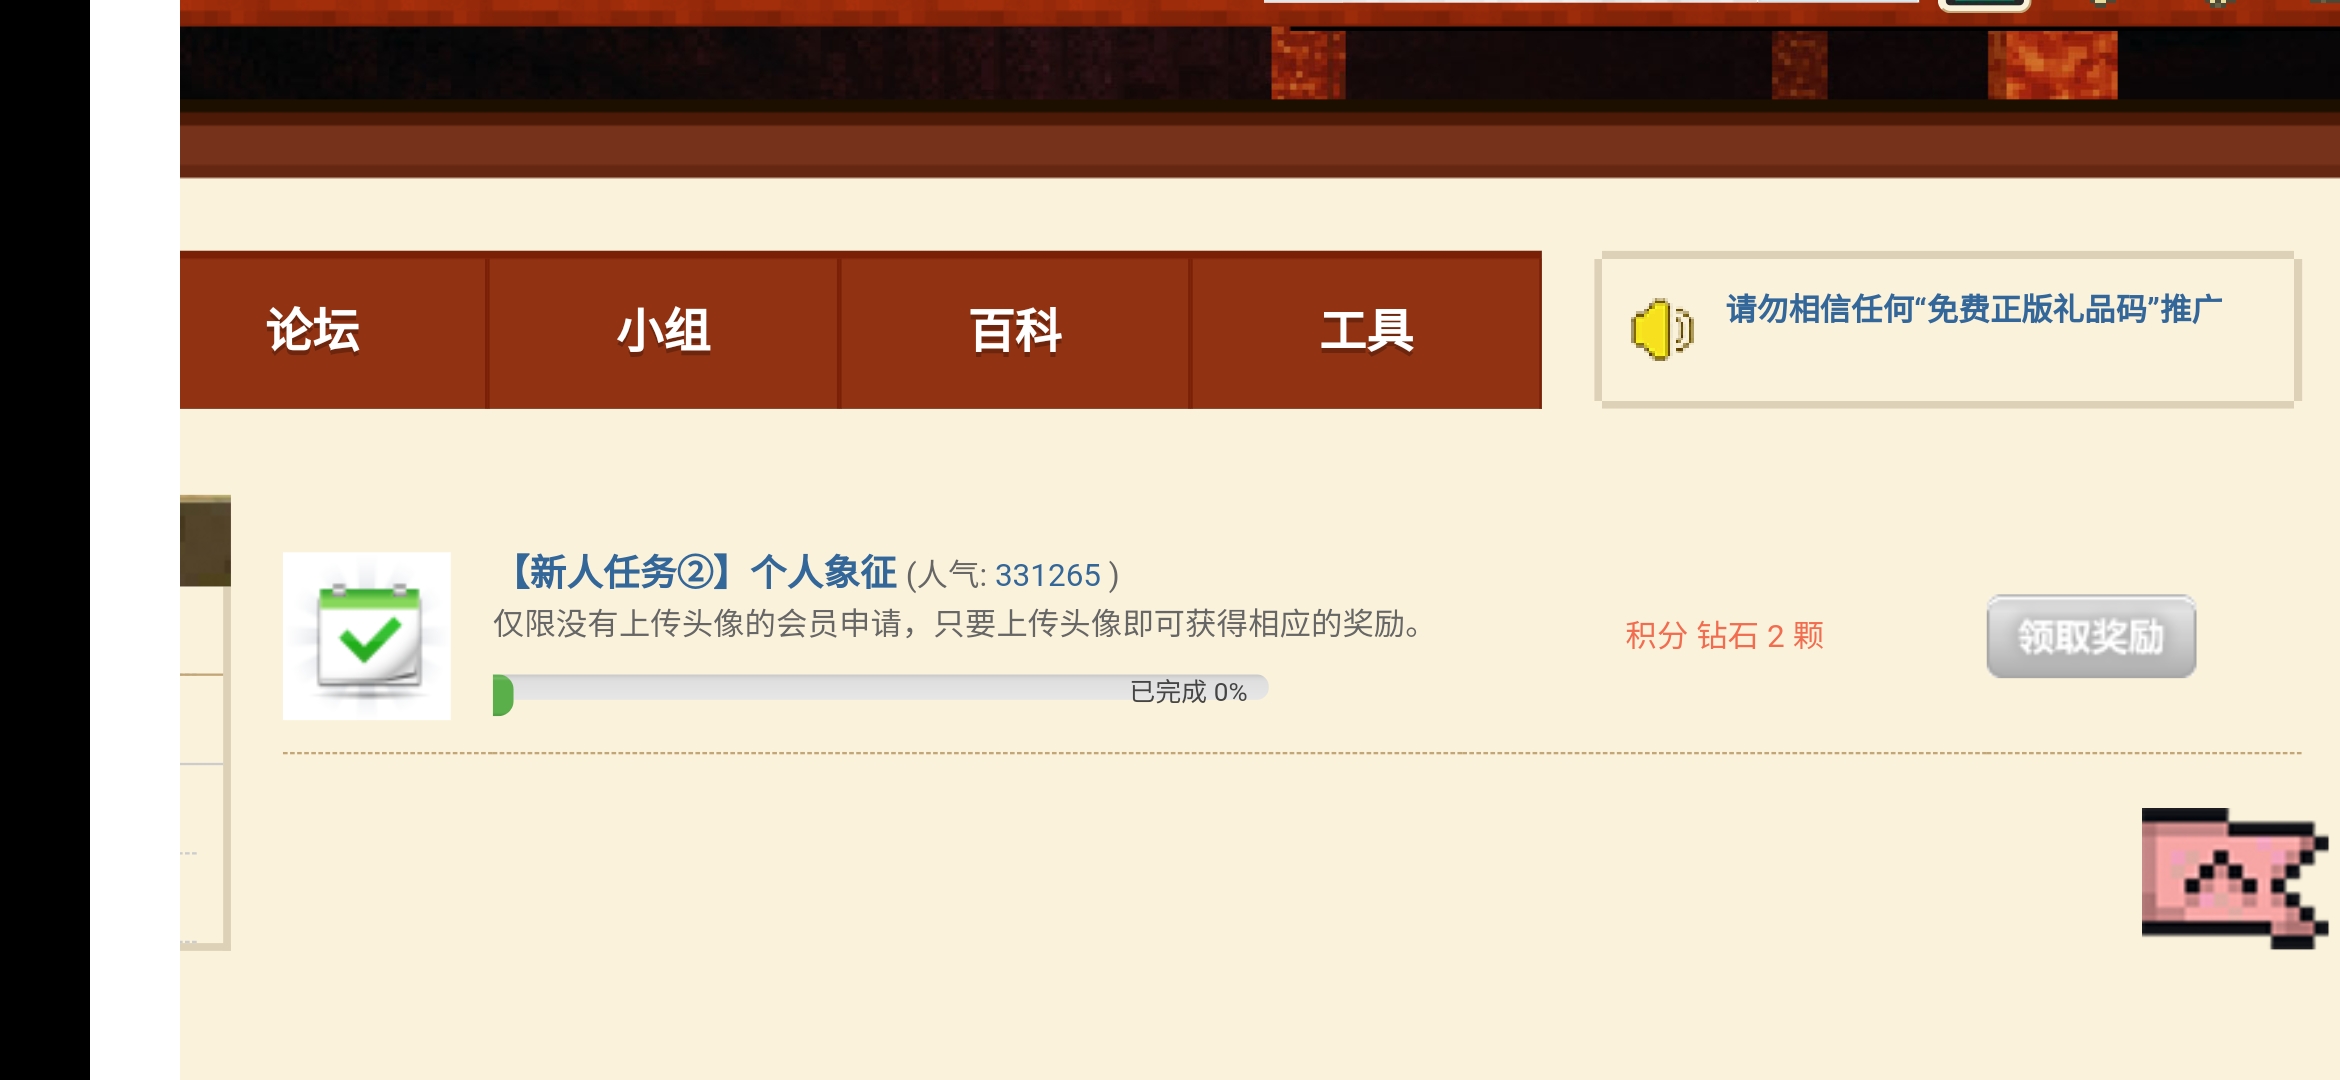 论坛
小组
百科
工具
请勿相信任何“免费正版礼品码”推广
【新人任务②】个人象征 (人气: 331265 )
仅限没有上传头像的会员申请，只要上传头像即可获得相应的奖励。
已完成 0%
积分 钻石 2 颗
领取奖励